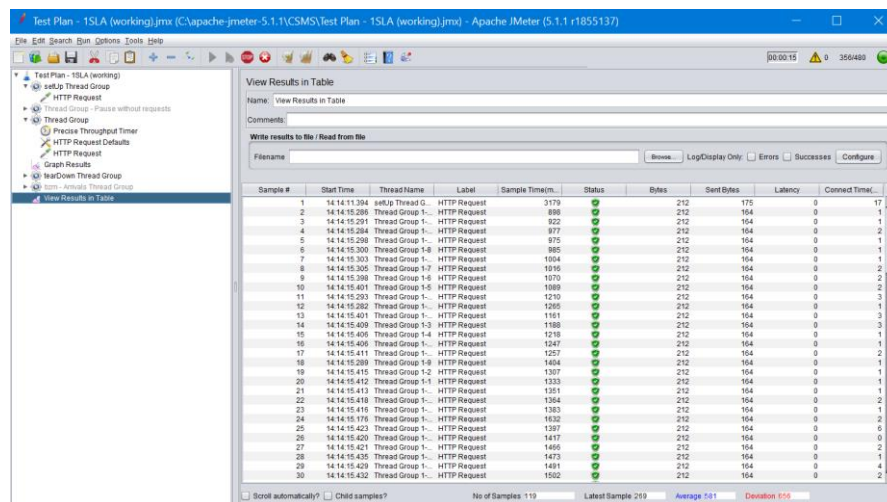 Test Plan - 1SLA (working).jmx (C:\apache-jmeter-5.1.1\CSMS\Test Plan - 1SLA (working).jmx) - Apache JMeter (5.1.1 r1855137)
File Edit Search Run Options Tools Help
00:00:15 0 356/480
Test Plan - 1SLA (working)
setUp Thread Group
HTTP Request
Thread Group - Pause without requests
Thread Group
Precise Throughput Timer
HTTP Request Defaults
HTTP Request
Graph Results
tearDown Thread Group
bzm - Arrivals Thread Group
View Results in Table
View Results in Table
Name: View Results in Table
Comments:
Write results to file / Read from file
Filename Browse... Log/Display Only: Errors Successes Configure
Sample # Start Time Thread Name Label Sample Time(m... Status Bytes Sent Bytes Latency Connect Time(...
1 14:14:11.394 setUp Thread G... HTTP Request 3179 212 175 0 17
2 14:14:15.286 Thread Group 1-... HTTP Request 898 212 164 0 1
3 14:14:15.291 Thread Group 1-... HTTP Request 922 212 164 0 1
4 14:14:15.284 Thread Group 1-... HTTP Request 977 212 164 0 2
5 14:14:15.298 Thread Group 1-... HTTP Request 975 212 164 0 1
6 14:14:15.300 Thread Group 1-8 HTTP Request 985 212 164 0 1
7 14:14:15.303 Thread Group 1-... HTTP Request 1004 212 164 0 1
8 14:14:15.305 Thread Group 1-7 HTTP Request 1016 212 164 0 2
9 14:14:15.398 Thread Group 1-6 HTTP Request 1070 212 164 0 2
10 14:14:15.401 Thread Group 1-5 HTTP Request 1089 212 164 0 2
11 14:14:15.293 Thread Group 1-... HTTP Request 1210 212 164 0 3
12 14:14:15.282 Thread Group 1-... HTTP Request 1265 212 164 0 1
13 14:14:15.401 Thread Group 1-... HTTP Request 1161 212 164 0 3
14 14:14:15.409 Thread Group 1-3 HTTP Request 1188 212 164 0 3
15 14:14:15.406 Thread Group 1-4 HTTP Request 1218 212 164 0 1
16 14:14:15.406 Thread Group 1-... HTTP Request 1247 212 164 0 1
17 14:14:15.411 Thread Group 1-... HTTP Request 1257 212 164 0 2
18 14:14:15.289 Thread Group 1-9 HTTP Request 1404 212 164 0 1
19 14:14:15.415 Thread Group 1-2 HTTP Request 1307 212 164 0 1
20 14:14:15.412 Thread Group 1-1 HTTP Request 1333 212 164 0 1
21 14:14:15.413 Thread Group 1-... HTTP Request 1351 212 164 0 1
22 14:14:15.418 Thread Group 1-... HTTP Request 1364 212 164 0 2
23 14:14:15.416 Thread Group 1-... HTTP Request 1383 212 164 0 1
24 14:14:15.176 Thread Group 1-... HTTP Request 1632 212 164 0 2
25 14:14:15.423 Thread Group 1-... HTTP Request 1397 212 164 0 6
26 14:14:15.420 Thread Group 1-... HTTP Request 1417 212 164 0 0
27 14:14:15.421 Thread Group 1-... HTTP Request 1466 212 164 0 2
28 14:14:15.435 Thread Group 1-... HTTP Request 1473 212 164 0 1
29 14:14:15.429 Thread Group 1-... HTTP Request 1491 212 164 0 4
30 14:14:15.432 Thread Group 1-... HTTP Request 1502 212 164 0 2
Scroll automatically? Child samples? No of Samples 119 Latest Sample 269 Average 581 Deviation 656